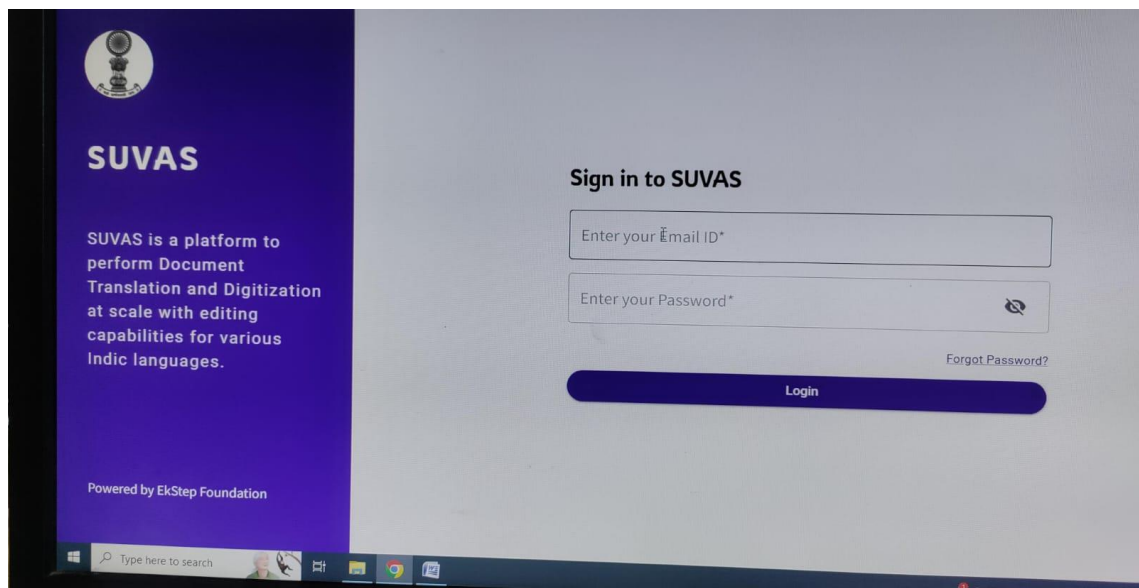 SUVAS
SUVAS is a platform to
perform Document
Translation and Digitization
at scale with editing
capabilities for various
Indic languages.
Powered by EkStep Foundation
Sign in to SUVAS
Enter your Email ID*
Enter your Password*
Forgot Password?
Login
Type here to search